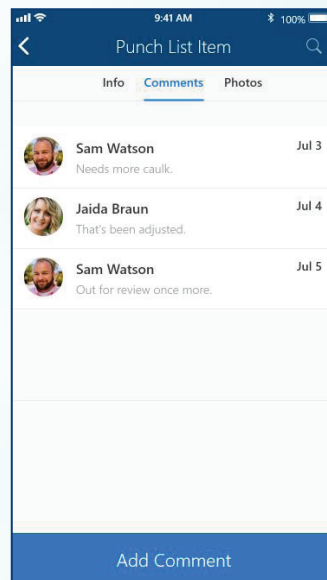 9:41 AM
100%
Punch List Item
Info Comments Photos
Sam Watson Jul 3
Needs more caulk.
Jaida Braun Jul 4
That's been adjusted.
Sam Watson Jul 5
Out for review once more.
Add Comment